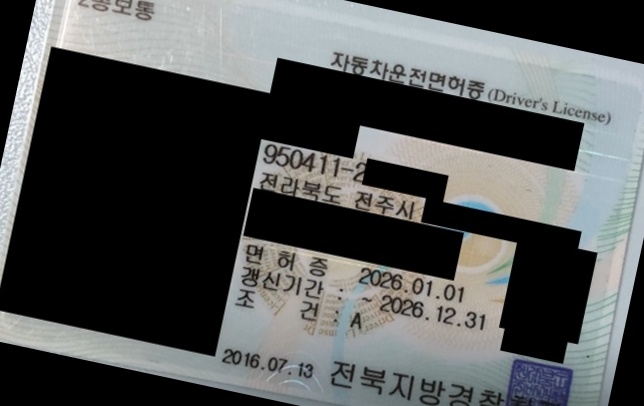 2종보통
자동차운전면허증 (Driver's License)
950411-2
전라북도 전주시
면 허 증
갱신기간 : 2026.01.01
~ 2026.12.31
조 건 : A
2016.07.13 전북지방경찰청